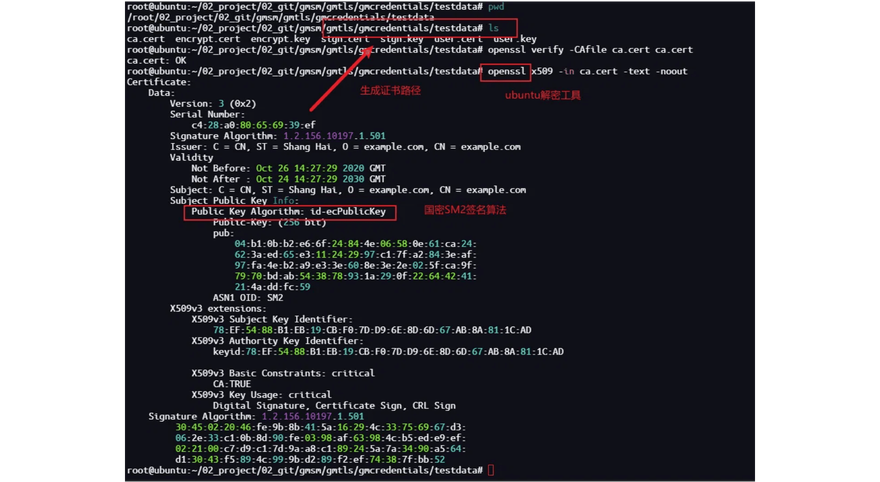 root@ubuntu:~/02_project/02_git/gmsm/gmtls/gmcredentials/testdata# pwd
/root/02_project/02_git/gmsm/gmtls/gmcredentials/testdata
root@ubuntu:~/02_project/02_git/gmsm/gmtls/gmcredentials/testdata# ls
ca.cert  encrypt.cert  encrypt.key  sign.cert  sign.key  user.cert  user.key
root@ubuntu:~/02_project/02_git/gmsm/gmtls/gmcredentials/testdata# openssl verify -CAfile ca.cert ca.cert
ca.cert: OK
root@ubuntu:~/02_project/02_git/gmsm/gmtls/gmcredentials/testdata# openssl x509 -in ca.cert -text -noout
Certificate:
生成证书路径
ubuntu解密工具
Data:
Version: 3 (0x2)
Serial Number:
c4:28:a0:80:65:69:39:ef
Signature Algorithm: 1.2.156.10197.1.501
Issuer: C = CN, ST = Shang Hai, O = example.com, CN = example.com
Validity
Not Before: Oct 26 14:27:29 2020 GMT
Not After : Oct 24 14:27:29 2030 GMT
Subject: C = CN, ST = Shang Hai, O = example.com, CN = example.com
Subject Public Key Info:
Public Key Algorithm: id-ecPublicKey
国密SM2签名算法
Public-Key: (256 bit)
pub:
04:b1:0b:b2:e6:6f:24:84:4e:06:58:0e:61:ca:24:
62:3a:ed:65:e3:11:24:29:97:c1:7f:a2:84:3e:af:
97:fa:4e:b2:a9:e3:3e:60:8e:3e:2e:02:5f:ca:9f:
79:70:bd:ab:54:38:78:93:1a:29:0f:22:64:42:41:
21:4a:dd:fc:59
ASN1 OID: SM2
X509v3 extensions:
X509v3 Subject Key Identifier:
78:EF:54:88:B1:EB:19:CB:F0:7D:D9:6E:8D:6D:67:AB:8A:81:1C:AD
X509v3 Authority Key Identifier:
keyid:78:EF:54:88:B1:EB:19:CB:F0:7D:D9:6E:8D:6D:67:AB:8A:81:1C:AD
X509v3 Basic Constraints: critical
CA:TRUE
X509v3 Key Usage: critical
Digital Signature, Certificate Sign, CRL Sign
Signature Algorithm: 1.2.156.10197.1.501
30:45:02:20:46:fe:9b:8b:41:5a:16:29:4c:33:75:69:67:d3:
06:2e:33:c1:0b:8d:90:fe:03:98:af:63:98:4c:b5:ed:e9:ef:
02:21:00:c7:d9:c1:7d:9a:a8:c1:89:24:5a:7a:34:90:a5:64:
d1:30:43:f5:89:4c:99:9b:d2:89:f2:ef:74:38:7f:bb:52
root@ubuntu:~/02_project/02_git/gmsm/gmtls/gmcredentials/testdata#